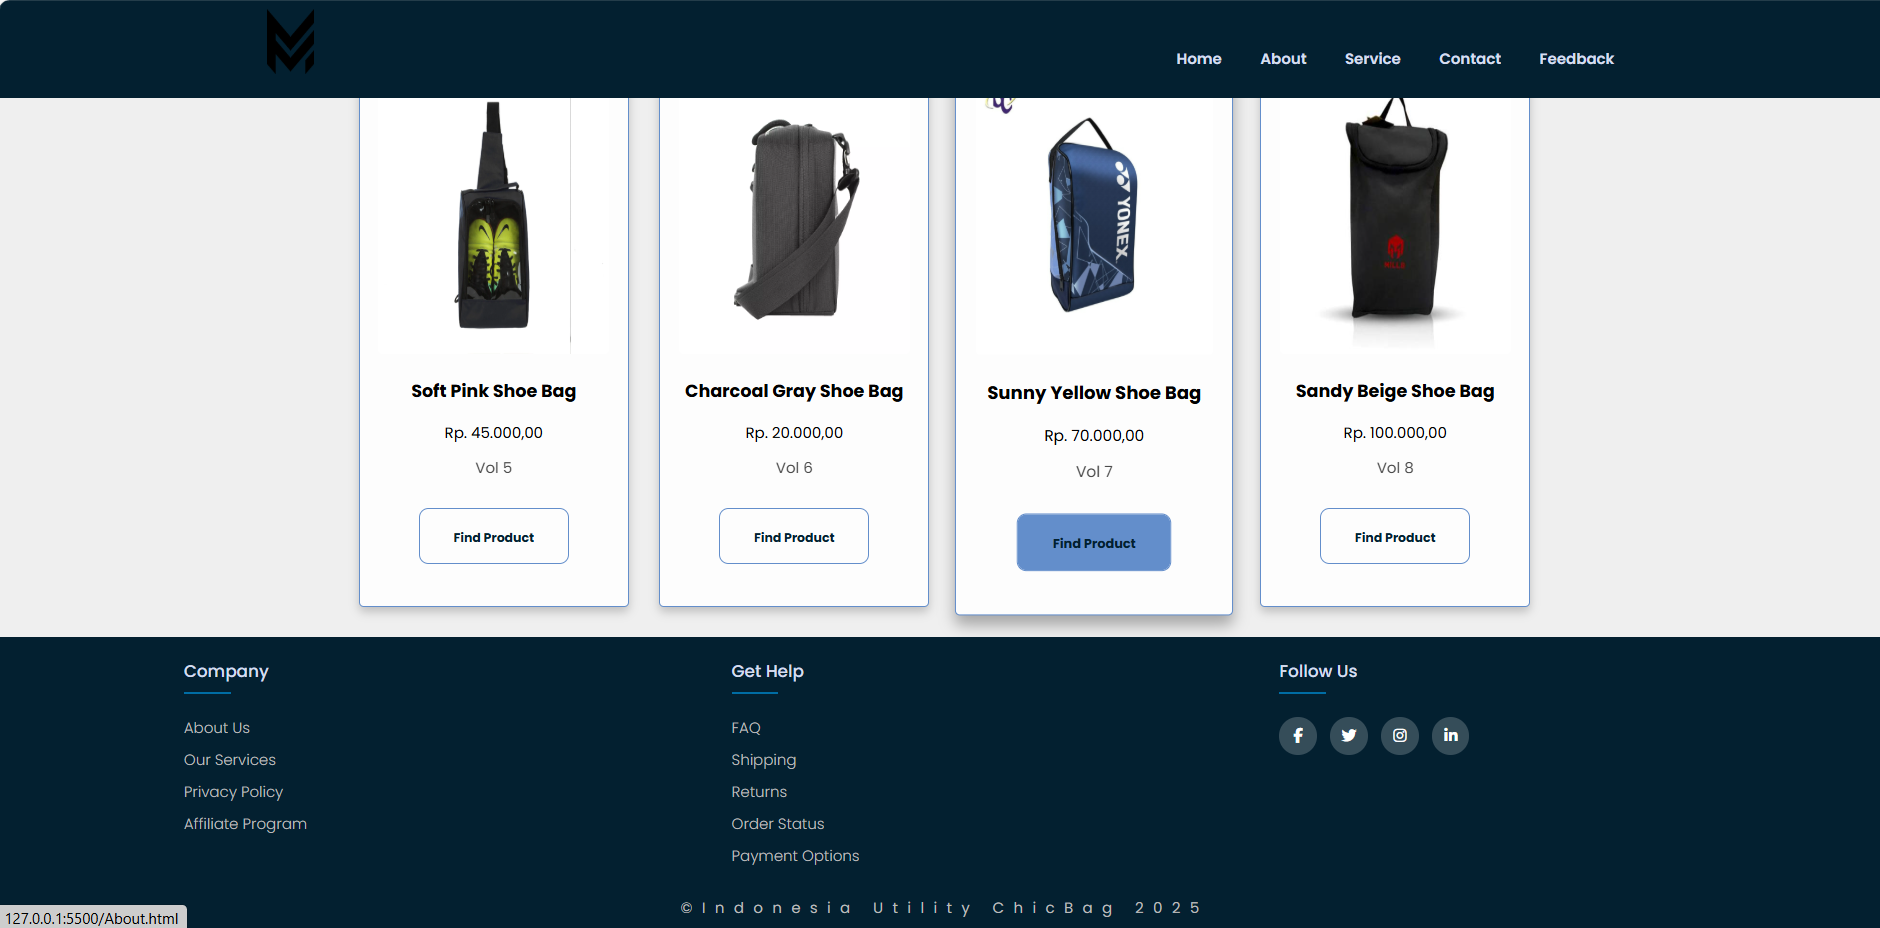 Home About Service Contact Feedback
YONEX
Soft Pink Shoe Bag
Rp. 45.000,00
Vol 5
Find Product
Charcoal Gray Shoe Bag
Rp. 20.000,00
Vol 6
Find Product
Sunny Yellow Shoe Bag
Rp. 70.000,00
Vol 7
Find Product
Sandy Beige Shoe Bag
Rp. 100.000,00
Vol 8
Find Product
Company
About Us
Our Services
Privacy Policy
Affiliate Program
Get Help
FAQ
Shipping
Returns
Order Status
Payment Options
Follow Us
©Indonesia Utility ChicBag 2025
127.0.0.1:5500/About.html